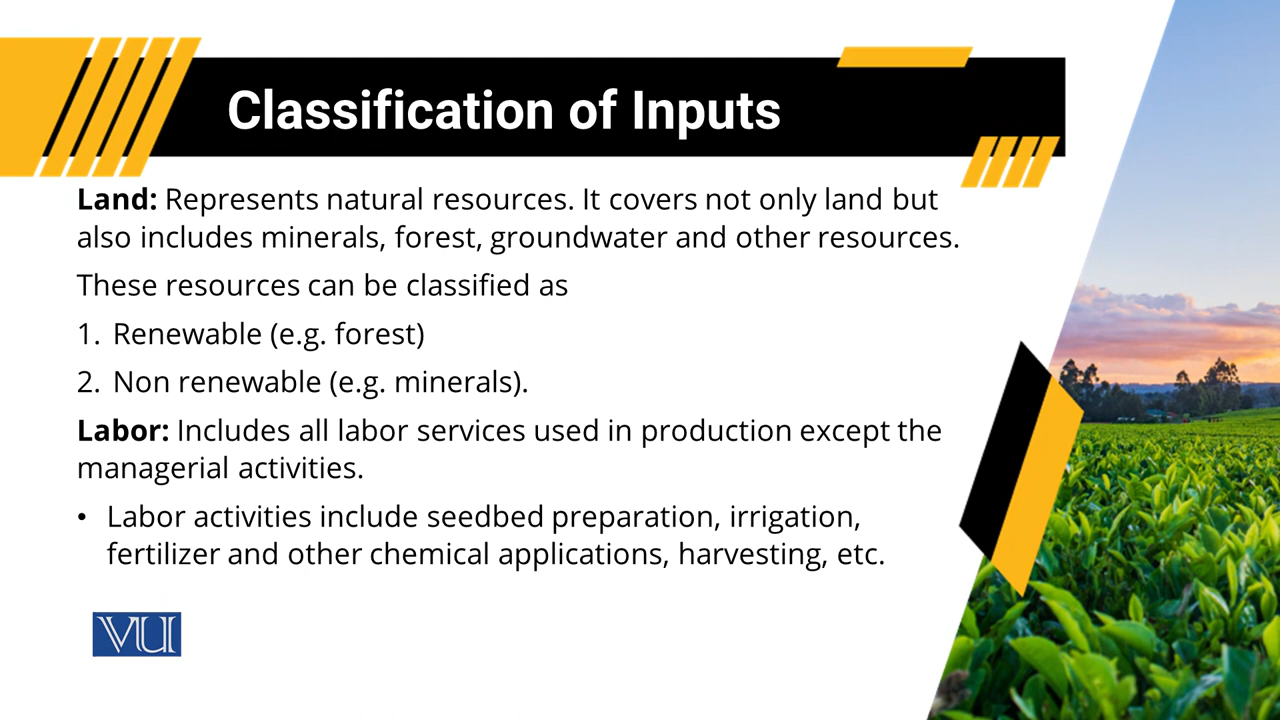 Classification of Inputs
Land: Represents natural resources. It covers not only land but
also includes minerals, forest, groundwater and other resources.
These resources can be classified as
1. Renewable (e.g. forest)
2. Non renewable (e.g. minerals).
Labor: Includes all labor services used in production except the
managerial activities.
• Labor activities include seedbed preparation, irrigation,
fertilizer and other chemical applications, harvesting, etc.
VU